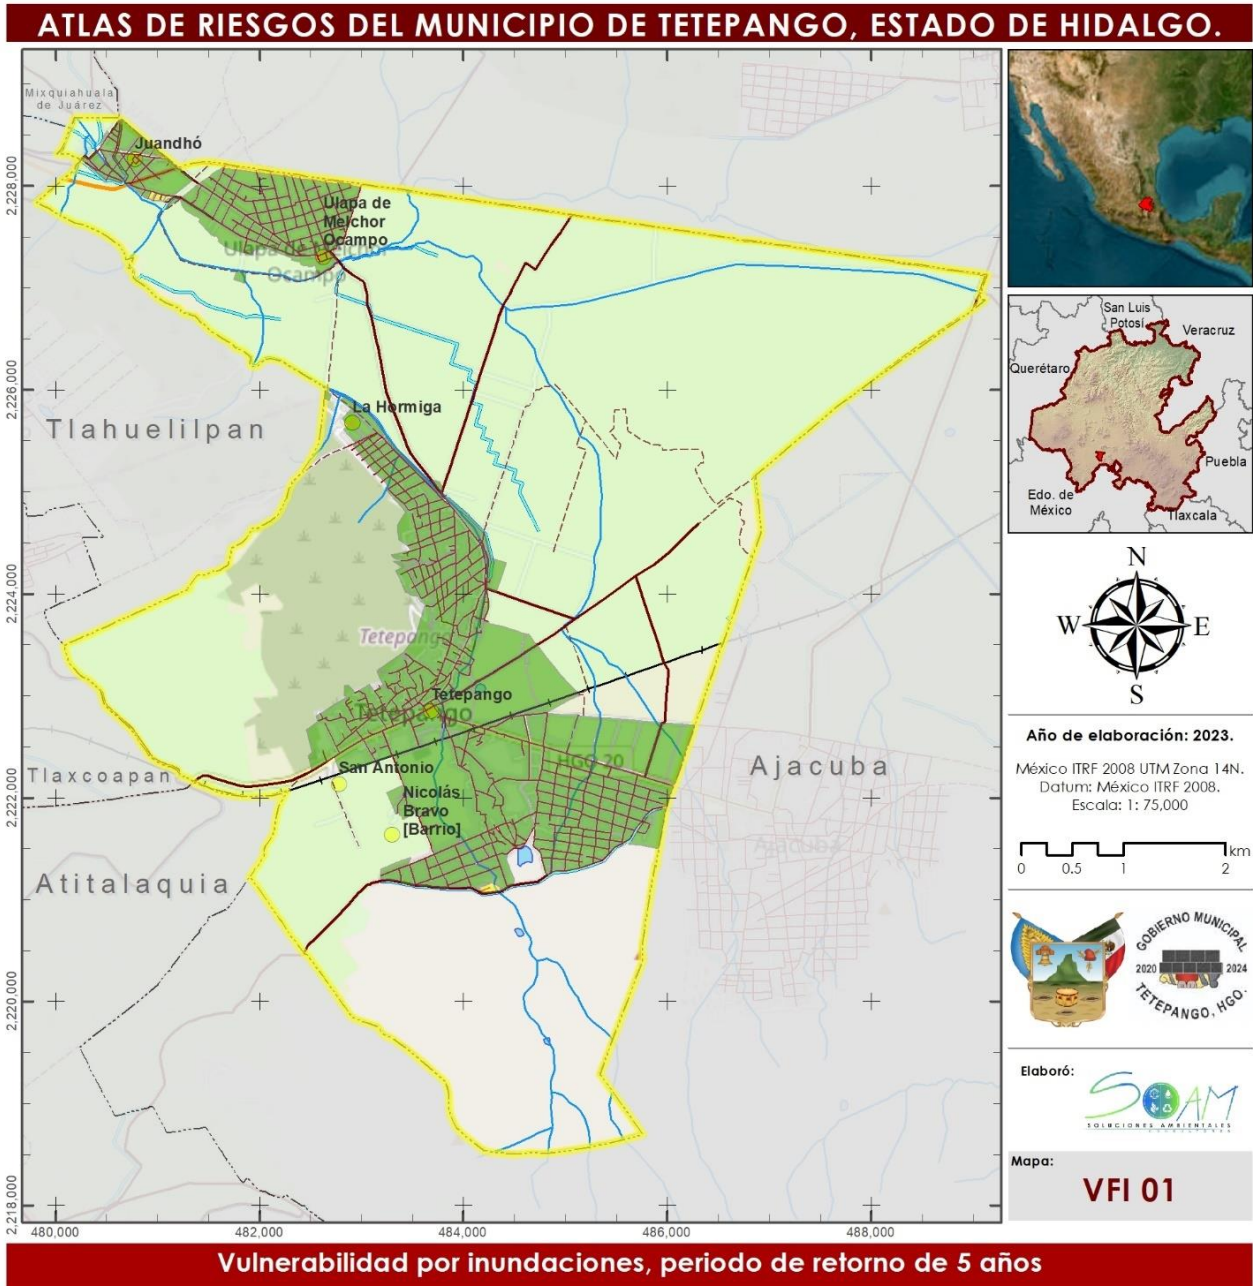 ATLAS DE RIESGOS DEL MUNICIPIO DE TETEPANGO, ESTADO DE HIDALGO.
Mixquiahuala
de Juárez
Juandhó
Ulapa de
Melchor
Ocampo
Ulapa de Melchor
Ocampo
La Hormiga
Tlahuelilpan
Tetepango
Tetepango
Tetepango
HGO 20
San Antonio
Nicolás
Bravo
[Barrio]
Tlaxcoapan
Atitalaquia
Ajacuba
Ajacuba
2,228,000
2,226,000
2,224,000
2,222,000
2,220,000
2,218,000
480,000
482,000
484,000
486,000
488,000
San Luis
Potosí
Veracruz
Querétaro
Puebla
Edo. de
México
Tlaxcala
N
W
E
S
Año de elaboración: 2023.
México ITRF 2008 UTM Zona 14N.
Datum: México ITRF 2008.
Escala: 1: 75,000
km
0 0.5 1 2
GOBIERNO MUNICIPAL
2020 2024
TETEPANGO, HGO.
Elaboró:
SOAM
SOLUCIONES AMBIENTALES
Mapa:
VFI 01
Vulnerabilidad por inundaciones, periodo de retorno de 5 años